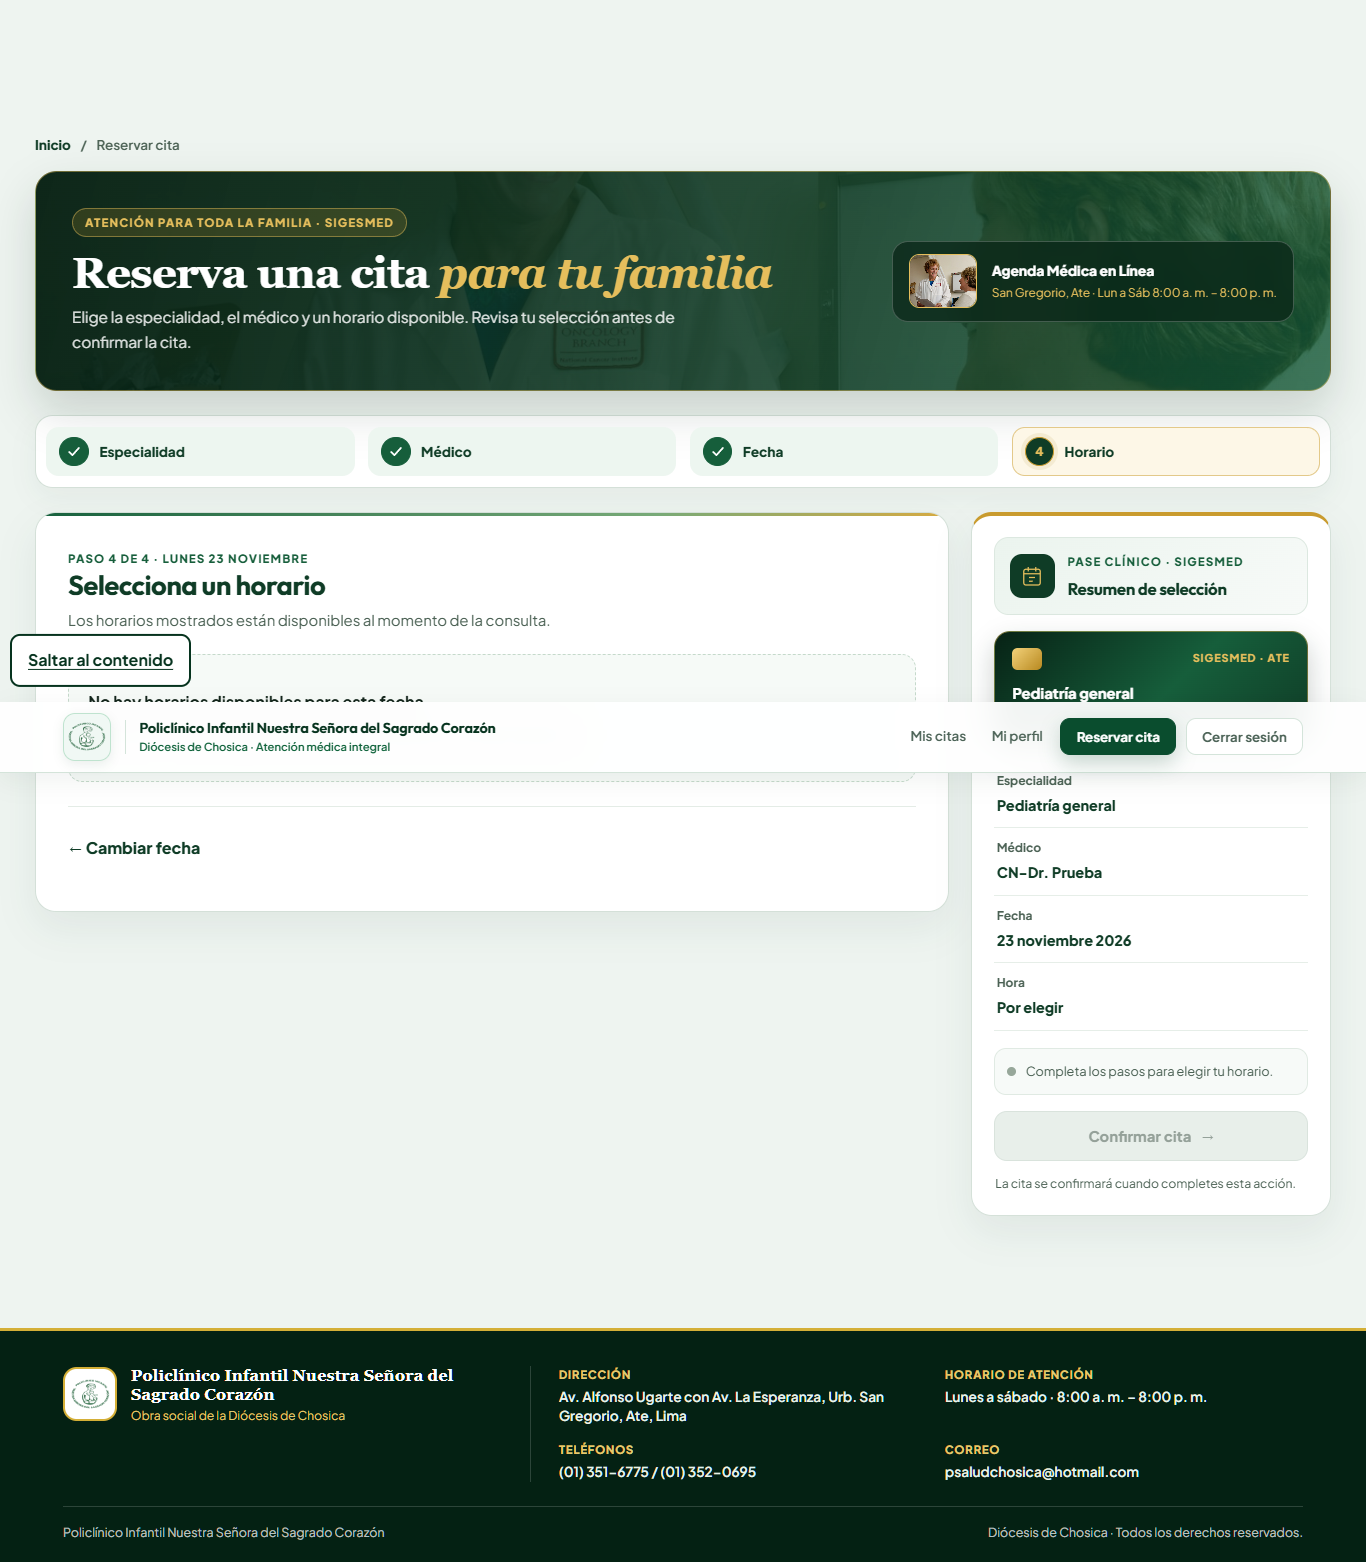 Inicio / Reservar cita
ATENCIÓN PARA TODA LA FAMILIA · SIGESMED
Reserva una cita para tu familia
Elige la especialidad, el médico y un horario disponible. Revisa tu selección antes de
confirmar la cita.
ONCOLOGY
BRANCH
Agenda Médica en Línea
San Gregorio, Ate · Lun a Sáb 8:00 a. m. – 8:00 p. m.
Especialidad
Médico
Fecha
4 Horario
PASO 4 DE 4 · LUNES 23 NOVIEMBRE
Selecciona un horario
Los horarios mostrados están disponibles al momento de la consulta.
Saltar al contenido
No hay horarios disponibles para esta fecha
Policlínico Infantil Nuestra Señora del Sagrado Corazón
Diócesis de Chosica · Atención médica integral
Mis citas
Mi perfil
Reservar cita
Cerrar sesión
← Cambiar fecha
PASE CLÍNICO · SIGESMED
Resumen de selección
SIGESMED · ATE
Pediatría general
Especialidad
Pediatría general
Médico
CN-Dr. Prueba
Fecha
23 noviembre 2026
Hora
Por elegir
Completa los pasos para elegir tu horario.
Confirmar cita →
La cita se confirmará cuando completes esta acción.
Policlínico Infantil Nuestra Señora del
Sagrado Corazón
Obra social de la Diócesis de Chosica
DIRECCIÓN
Av. Alfonso Ugarte con Av. La Esperanza, Urb. San
Gregorio, Ate, Lima
HORARIO DE ATENCIÓN
Lunes a sábado · 8:00 a. m. – 8:00 p. m.
TELÉFONOS
(01) 351-6775 / (01) 352-0695
CORREO
psaludchosica@hotmail.com
Policlínico Infantil Nuestra Señora del Sagrado Corazón
Diócesis de Chosica · Todos los derechos reservados.